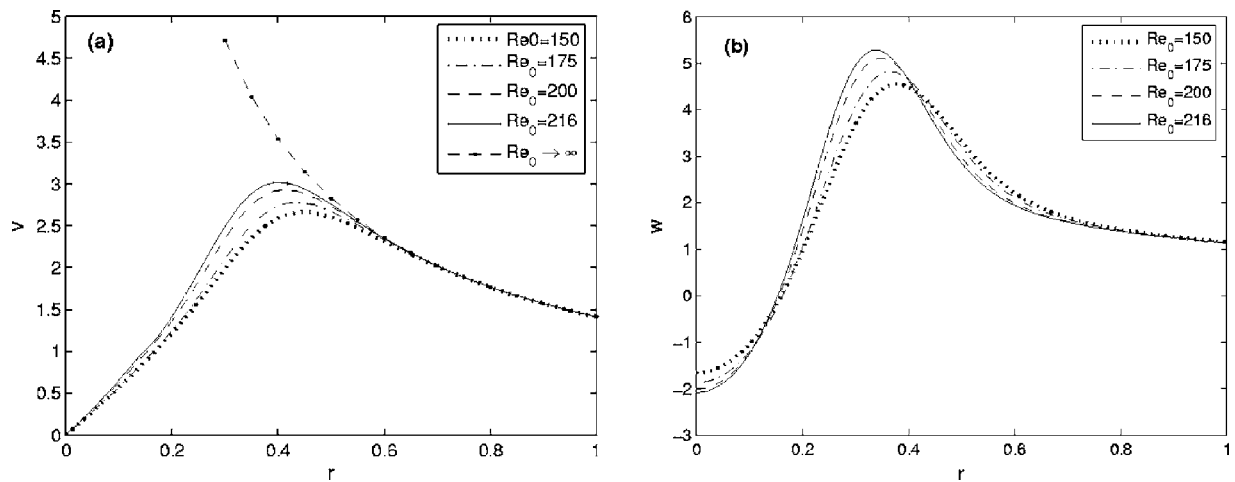 (a)
Re0=150
Re₀=175
Re₀=200
Re₀=216
Re₀ → ∞
5
4.5
4
3.5
3
2.5
2
1.5
1
0.5
0
v
0
0.2
0.4
0.6
0.8
1
r
(b)
Re₀=150
Re₀=175
Re₀=200
Re₀=216
6
5
4
3
2
1
0
−1
−2
−3
w
0
0.2
0.4
0.6
0.8
1
r